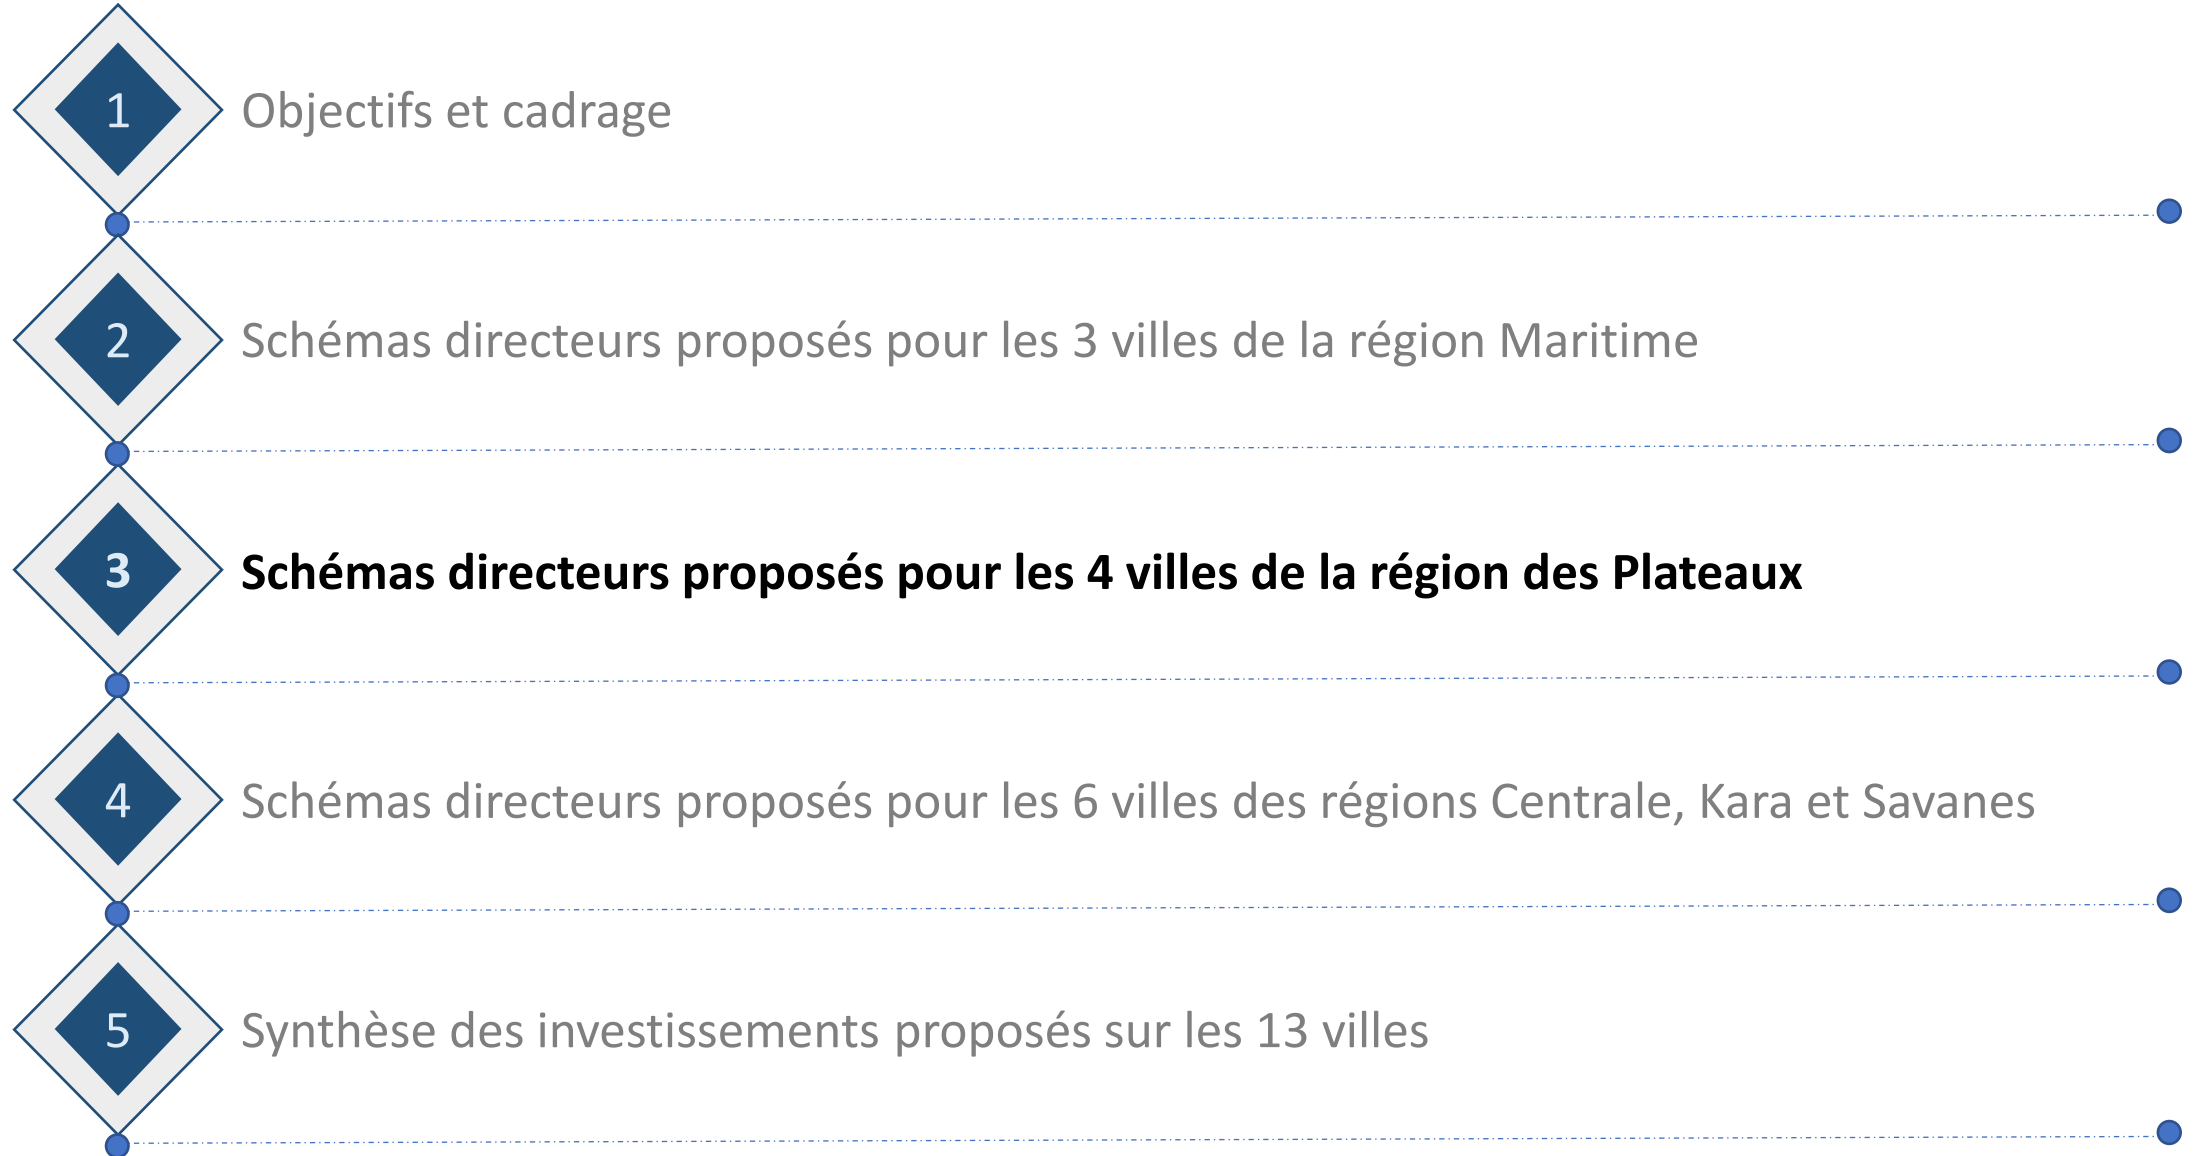 1 Objectifs et cadrage
2 Schémas directeurs proposés pour les 3 villes de la région Maritime
3 Schémas directeurs proposés pour les 4 villes de la région des Plateaux
4 Schémas directeurs proposés pour les 6 villes des régions Centrale, Kara et Savanes
5 Synthèse des investissements proposés sur les 13 villes